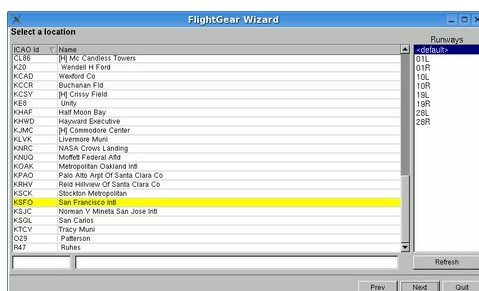 FlightGear Wizard
Select a location
Runways
ICAO Id Name
<default>
CL86 [H] Mc Candless Towers
01L
K20 Wendell H Ford
01R
KCAD Wexford Co
10L
KCCR Buchanan Fld
10R
KCSY [H] Crissy Field
19L
KE8 Unity
19R
KHAF Half Moon Bay
28L
KHWD Hayward Executive
28R
KJMC [H] Commodore Center
KLVK Livermore Muni
KNRC NASA Crows Landing
KNUQ Moffett Federal Afld
KOAK Metropolitan Oakland Intl
KPAO Palo Alto Arpt Of Santa Clara Co
KRHV Reid Hillview Of Santa Clara Co
KSCK Stockton Metropolitan
KSFO San Francisco Intl
KSJC Norman Y Mineta San Jose Intl
KSQL San Carlos
KTCY Tracy Muni
O29 Patterson
R47 Ruhes
Refresh
Prev Next Quit